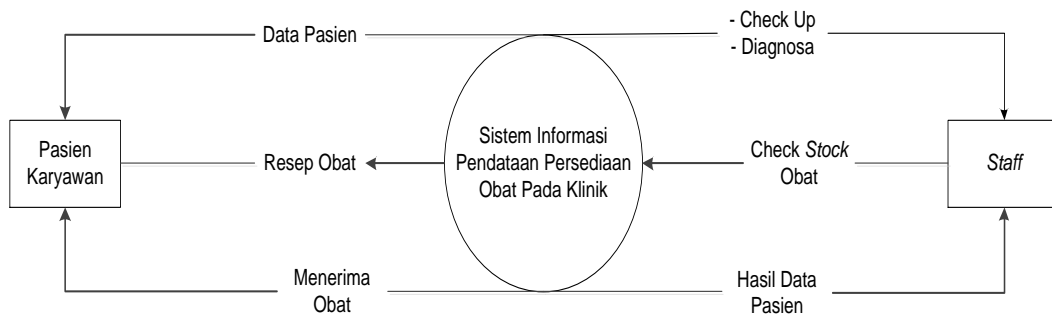 Data Pasien
- Check Up
- Diagnosa
Pasien
Karyawan
Resep Obat
Sistem Informasi
Pendataan Persediaan
Obat Pada Klinik
Check Stock
Obat
Staff
Menerima
Obat
Hasil Data
Pasien